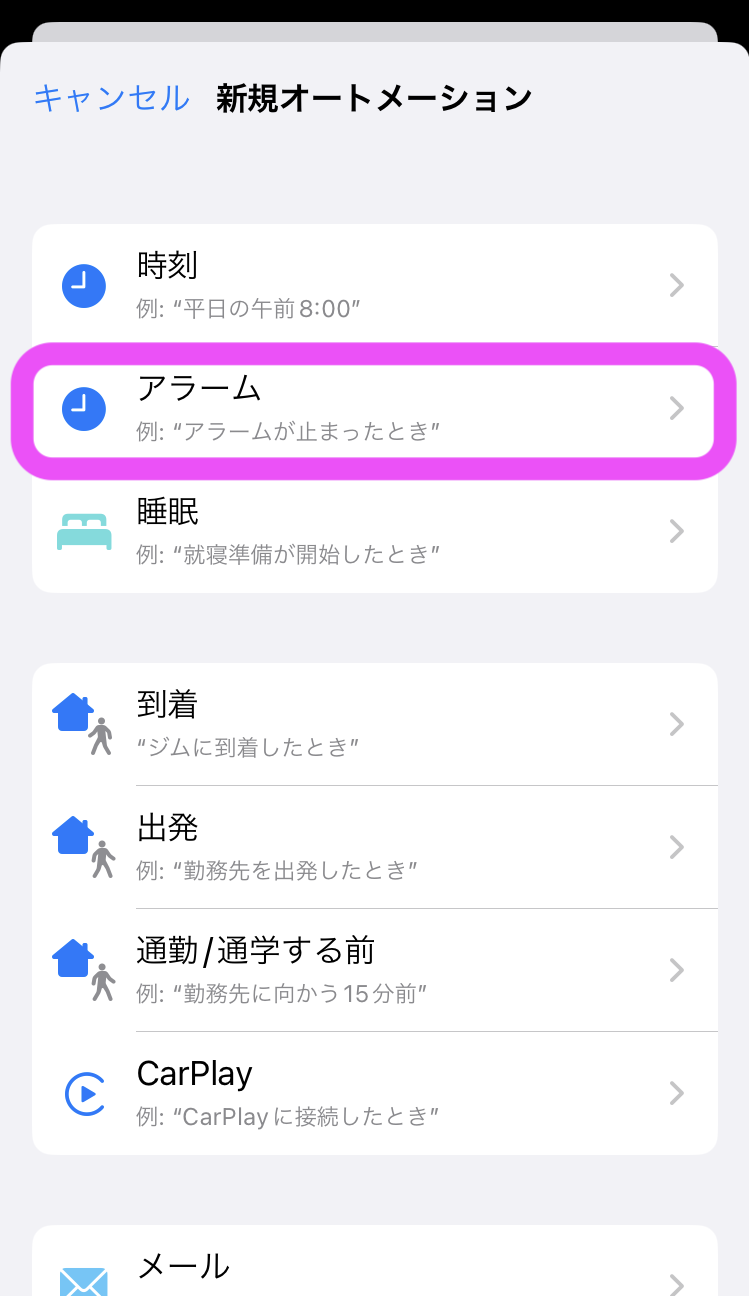 キャンセル 新規オートメーション
時刻
例: “平日の午前8:00”
アラーム
例: “アラームが止まったとき”
睡眠
例: “就寝準備が開始したとき”
到着
“ジムに到着したとき”
出発
例: “勤務先を出発したとき”
通勤/通学する前
例: “勤務先に向かう15分前”
CarPlay
例: “CarPlayに接続したとき”
メール